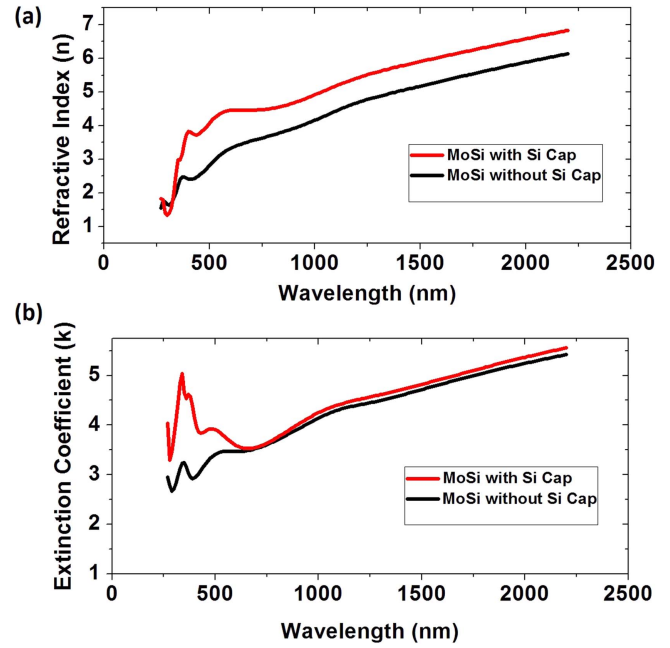 (a)
Refractive Index (n)
7
6
5
4
3
2
1
MoSi with Si Cap
MoSi without Si Cap
0 500 1000 1500 2000 2500
Wavelength (nm)
(b)
Extinction Coefficient (k)
5
4
3
2
1
MoSi with Si Cap
MoSi without Si Cap
0 500 1000 1500 2000 2500
Wavelength (nm)